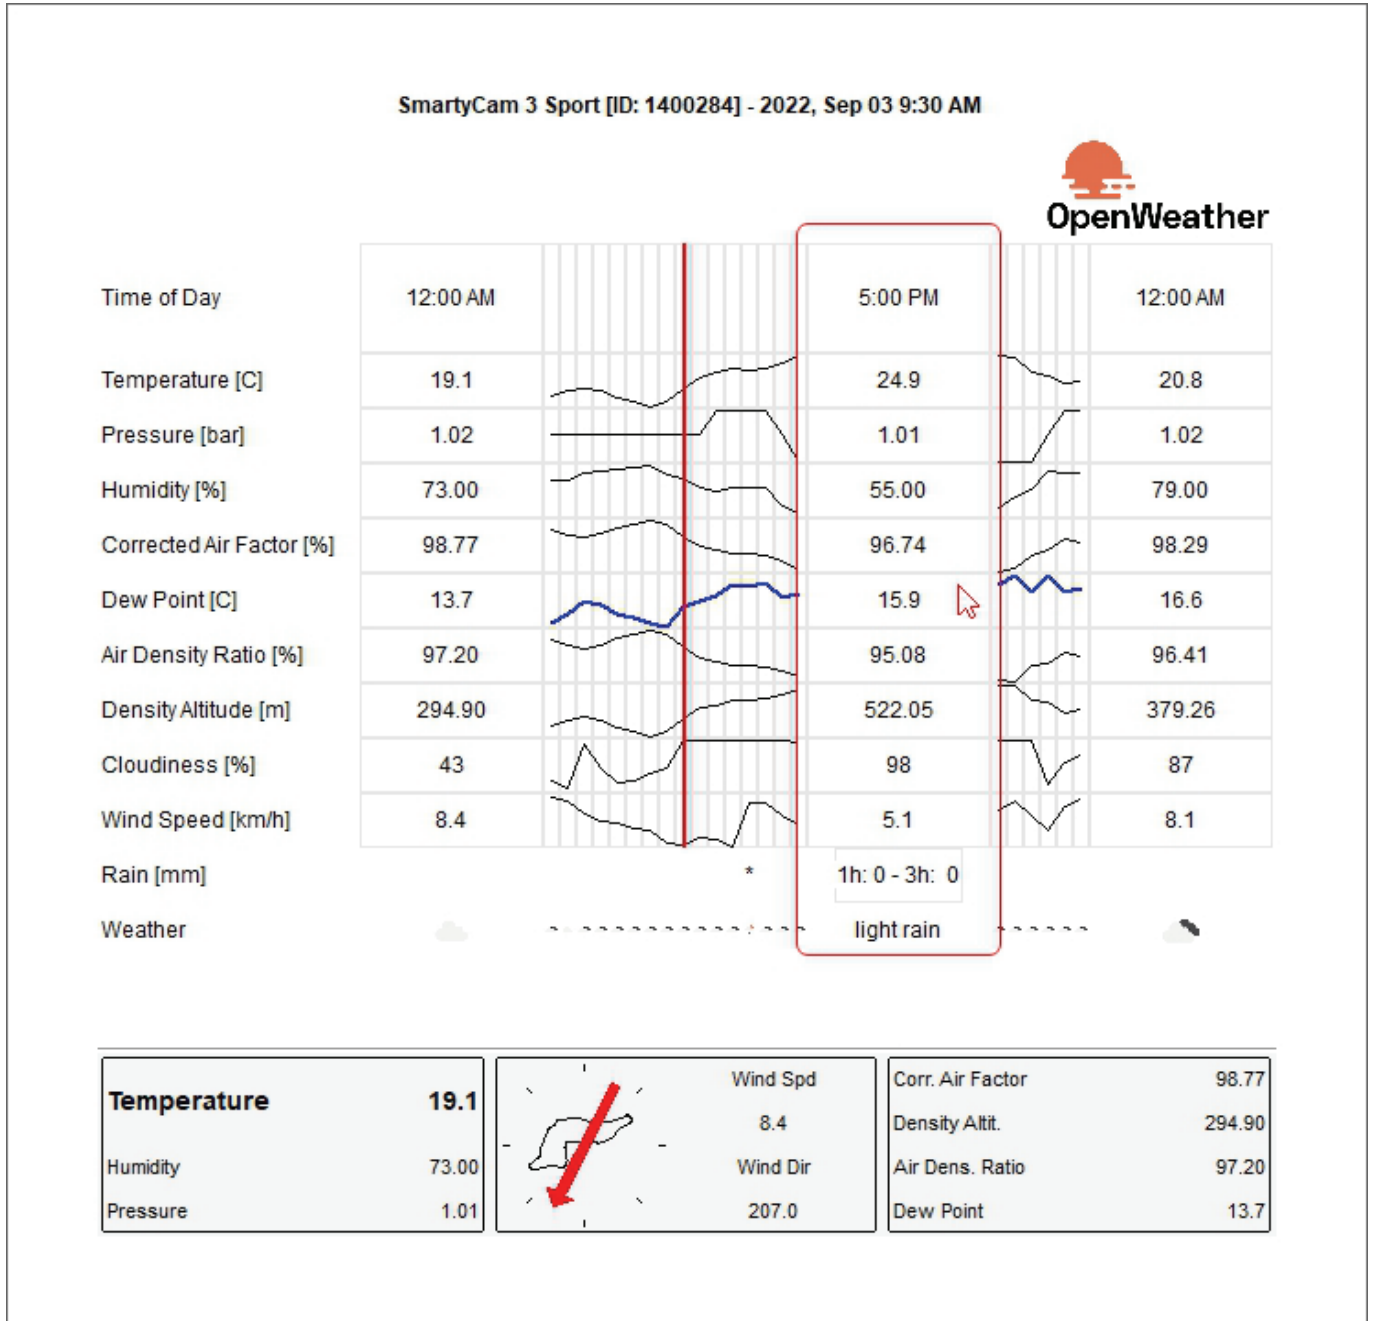 SmartyCam 3 Sport [ID: 1400284] - 2022, Sep 03 9:30 AM
OpenWeather
Time of Day 12:00 AM 5:00 PM 12:00 AM
Temperature [C] 19.1 24.9 20.8
Pressure [bar] 1.02 1.01 1.02
Humidity [%] 73.00 55.00 79.00
Corrected Air Factor [%] 98.77 96.74 98.29
Dew Point [C] 13.7 15.9 16.6
Air Density Ratio [%] 97.20 95.08 96.41
Density Altitude [m] 294.90 522.05 379.26
Cloudiness [%] 43 98 87
Wind Speed [km/h] 8.4 5.1 8.1
Rain [mm] * 1h: 0 - 3h: 0
Weather light rain
Temperature 19.1
Humidity 73.00
Pressure 1.01
Wind Spd
8.4
Wind Dir
207.0
Corr. Air Factor 98.77
Density Altit. 294.90
Air Dens. Ratio 97.20
Dew Point 13.7